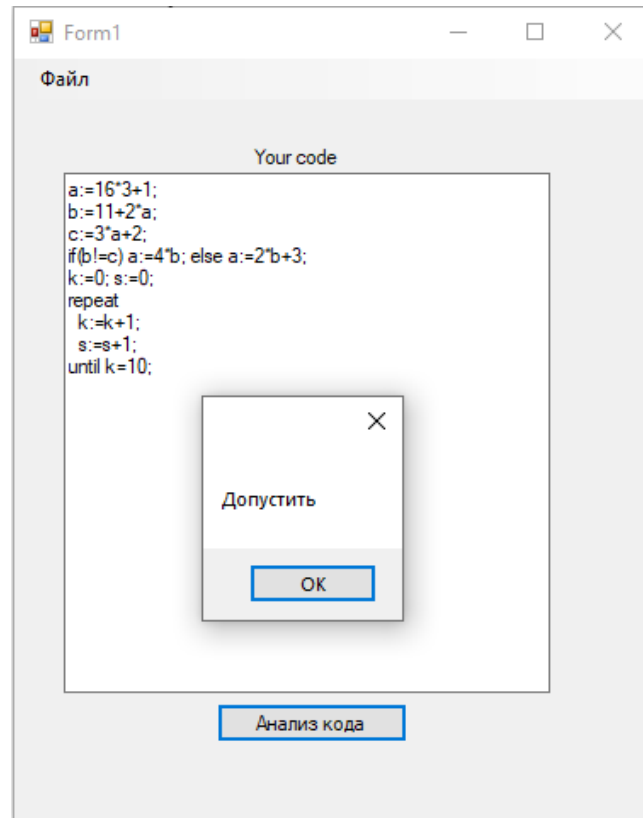 Form1
Файл
Your code
a:=16*3+1;
b:=11+2*a;
c:=3*a+2;
if(b!=c) a:=4*b; else a:=2*b+3;
k:=0; s:=0;
repeat
  k:=k+1;
  s:=s+1;
until k=10;
Допустить
ОК
Анализ кода